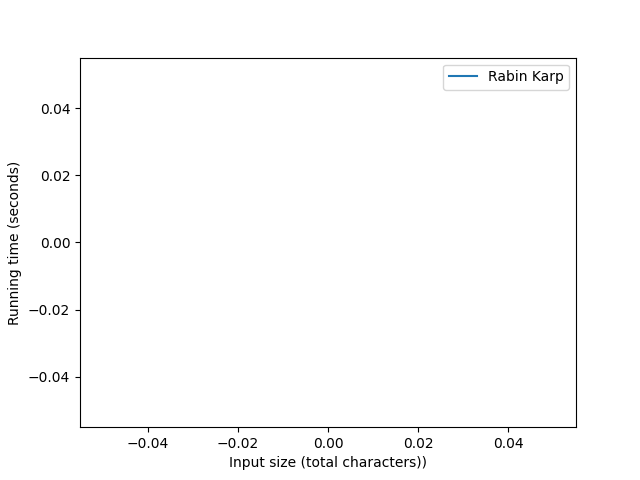 Rabin Karp
0.04
0.02
0.00
−0.02
−0.04
Running time (seconds)
−0.04 −0.02 0.00 0.02 0.04
Input size (total characters))